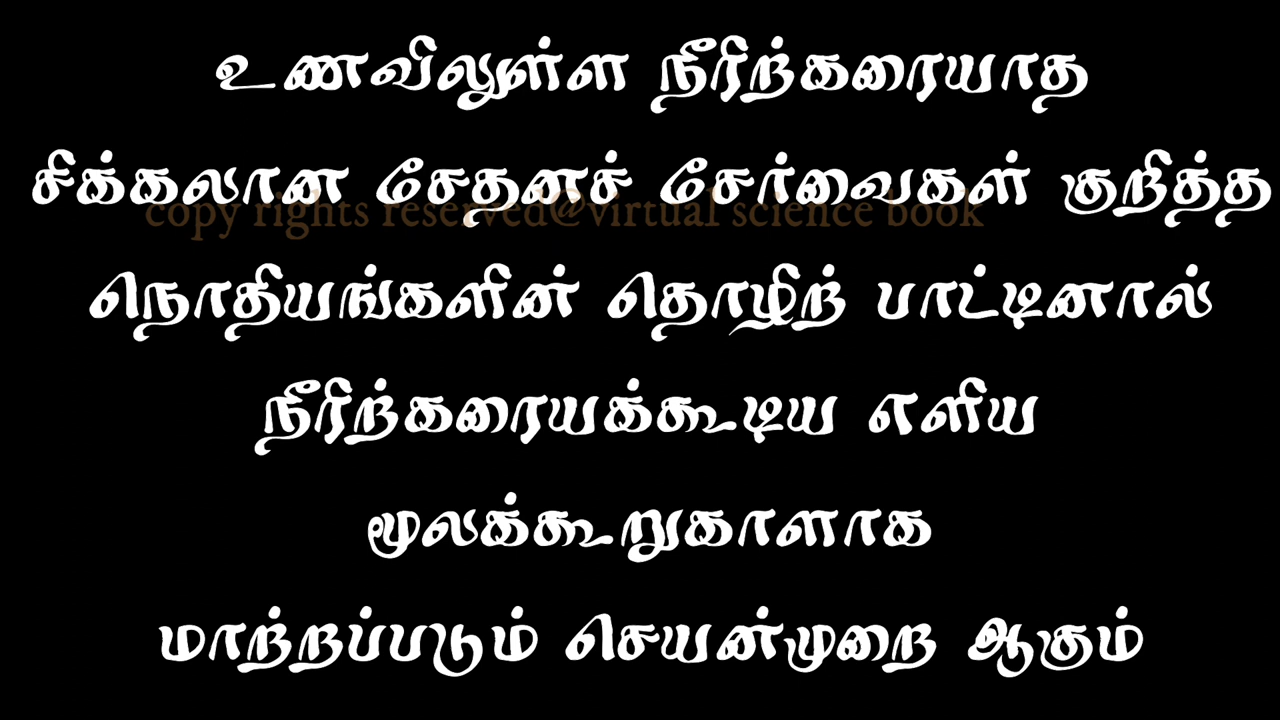 உணவிலுள்ள நீரிற்கரையாத
சிக்கலான சேதனச் சேர்வைகள் குறித்த
copy rights reserved@virtual science book
நொதியங்களின் தொழிற் பாட்டினால்
நீரிற்கரையக்கூடிய எளிய
மூலக்கூறுகாளாக
மாற்றப்படும் செயன்முறை ஆகும்